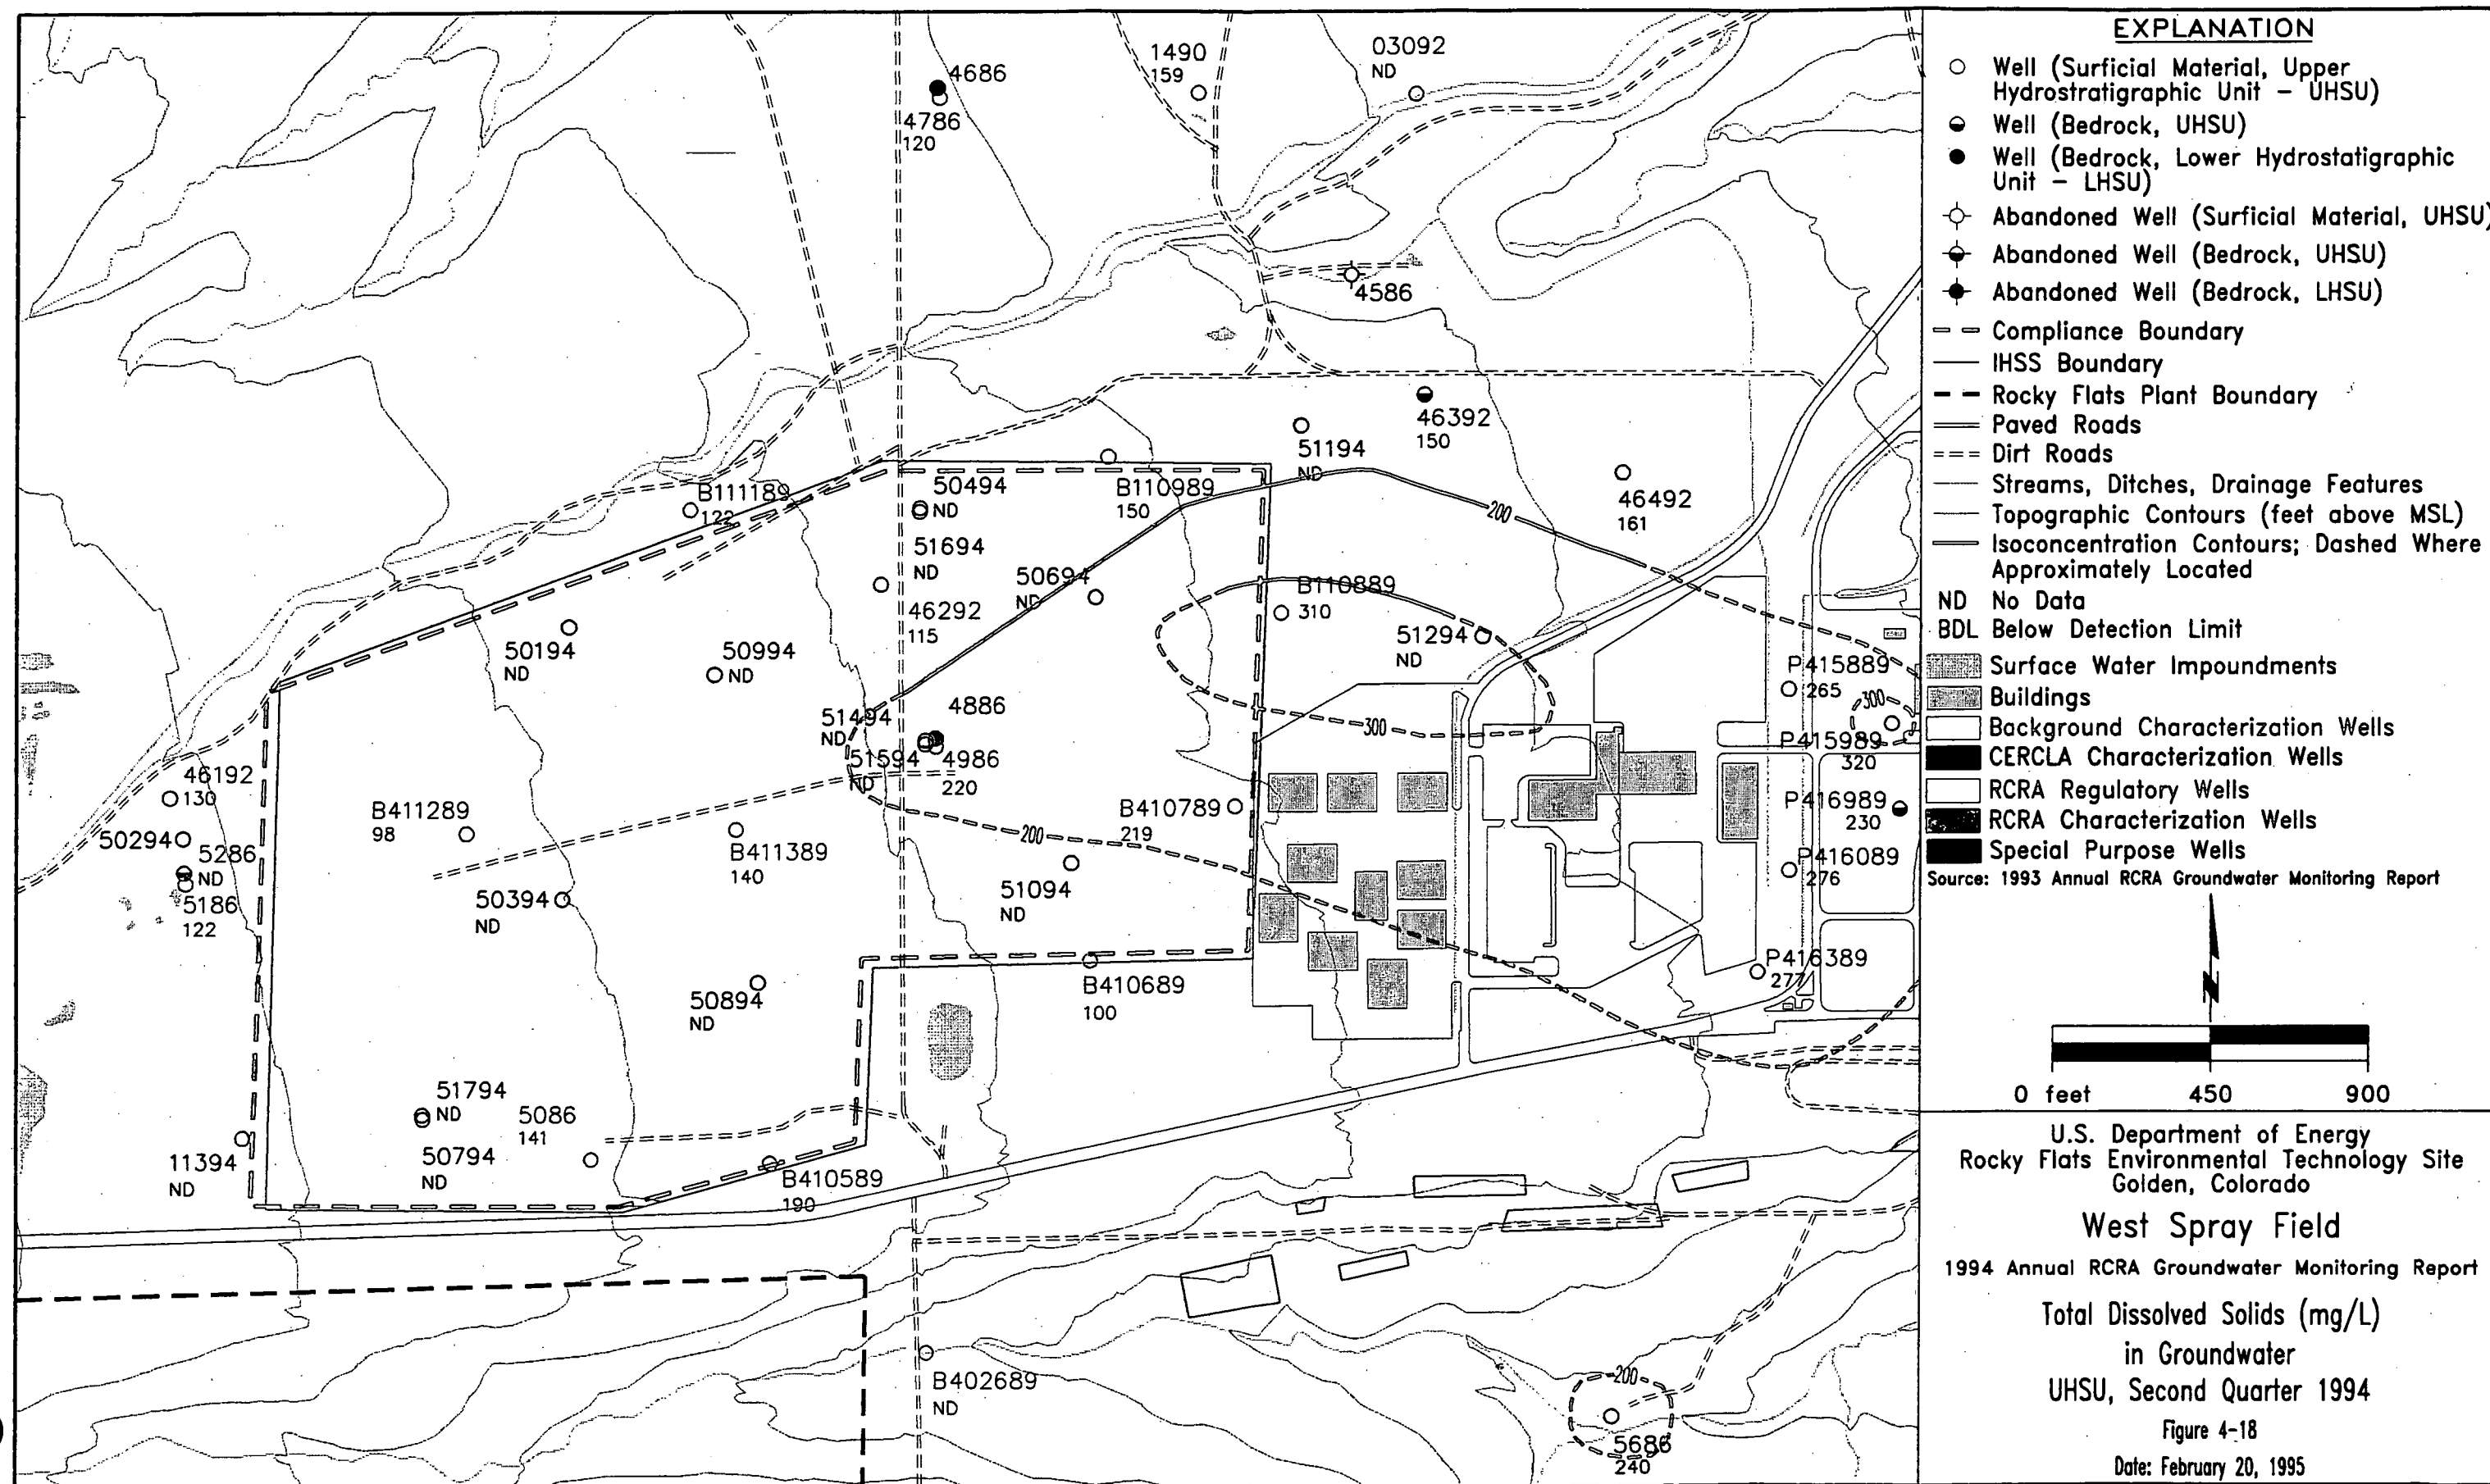 1490
159
03092
ND
4686
4786
120
4586
46392
150
51194
ND
46492
161
B111189
122
50494
ND
B110989
150
200
51694
ND
50694
ND
46292
115
B110889
310
51294
ND
50194
ND
50994
ND
P415889
265
300
4886
51494
ND
300
P415989
320
51594
ND
4986
220
46192
130
B411289
98
B410789
219
P416989
230
50294
200
5286
ND
B411389
140
P416089
276
51094
ND
50394
ND
5186
122
P416389
277
B410689
100
50894
ND
51794
ND
5086
141
11394
ND
50794
ND
B410589
190
B402689
ND
200
5686
240
EXPLANATION
Well (Surficial Material, Upper
Hydrostratigraphic Unit – UHSU)
Well (Bedrock, UHSU)
Well (Bedrock, Lower Hydrostatigraphic
Unit – LHSU)
Abandoned Well (Surficial Material, UHSU)
Abandoned Well (Bedrock, UHSU)
Abandoned Well (Bedrock, LHSU)
Compliance Boundary
IHSS Boundary
Rocky Flats Plant Boundary
Paved Roads
Dirt Roads
Streams, Ditches, Drainage Features
Topographic Contours (feet above MSL)
Isoconcentration Contours; Dashed Where
Approximately Located
ND No Data
BDL Below Detection Limit
Surface Water Impoundments
Buildings
Background Characterization Wells
CERCLA Characterization Wells
RCRA Regulatory Wells
RCRA Characterization Wells
Special Purpose Wells
Source: 1993 Annual RCRA Groundwater Monitoring Report
N
0 feet 450 900
U.S. Department of Energy
Rocky Flats Environmental Technology Site
Golden, Colorado
West Spray Field
1994 Annual RCRA Groundwater Monitoring Report
Total Dissolved Solids (mg/L)
in Groundwater
UHSU, Second Quarter 1994
Figure 4-18
Date: February 20, 1995